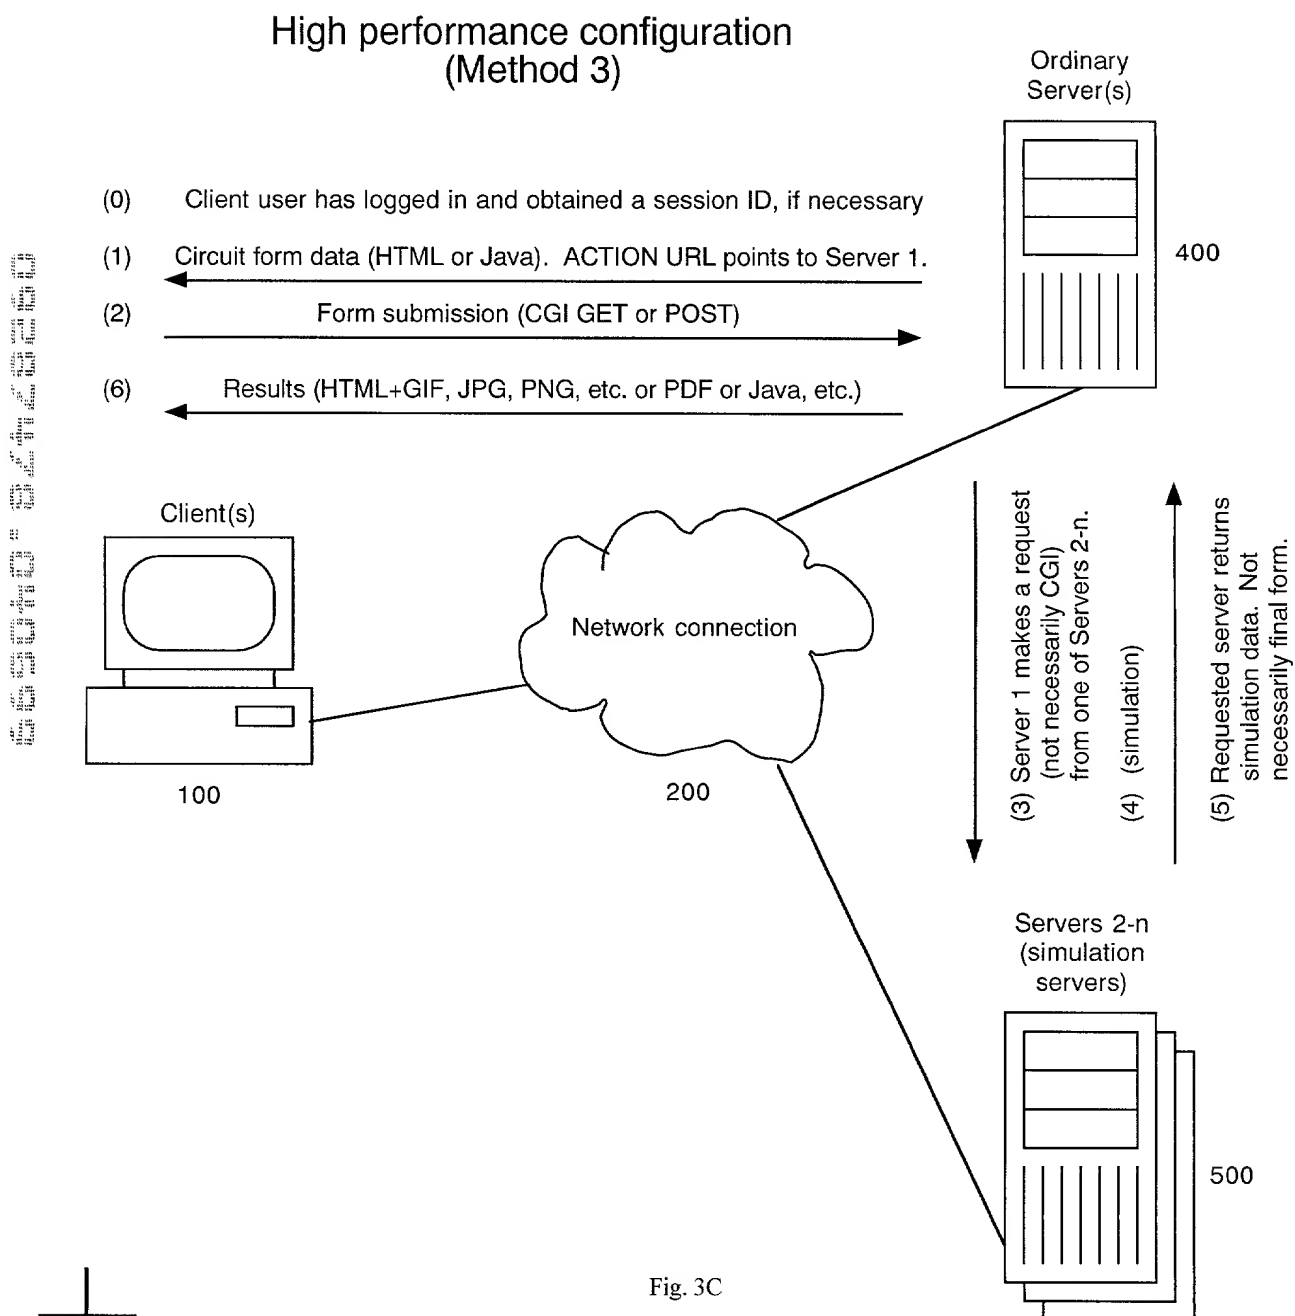 High performance configuration
(Method 3)
Ordinary
Server(s)
(0) Client user has logged in and obtained a session ID, if necessary
(1) Circuit form data (HTML or Java). ACTION URL points to Server 1.
400
(2) Form submission (CGI GET or POST)
(6) Results (HTML+GIF, JPG, PNG, etc. or PDF or Java, etc.)
Client(s)
Network connection
100
200
(3) Server 1 makes a request
(not necessarily CGI)
from one of Servers 2-n.
(4) (simulation)
(5) Requested server returns
simulation data. Not
necessarily final form.
Servers 2-n
(simulation
servers)
500
Fig. 3C